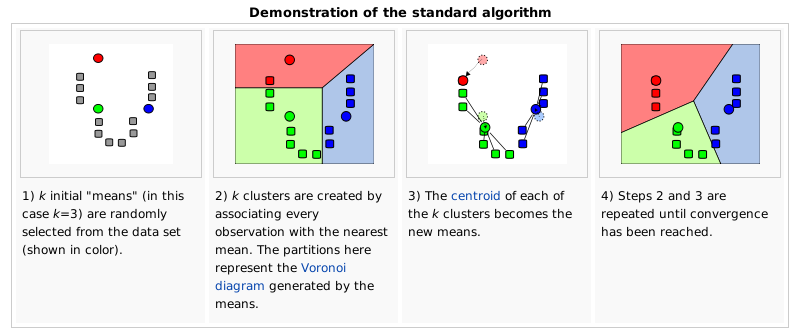 Demonstration of the standard algorithm
1) k initial "means" (in this
case k=3) are randomly
selected from the data set
(shown in color).
2) k clusters are created by
associating every
observation with the nearest
mean. The partitions here
represent the Voronoi
diagram generated by the
means.
3) The centroid of each of
the k clusters becomes the
new means.
4) Steps 2 and 3 are
repeated until convergence
has been reached.